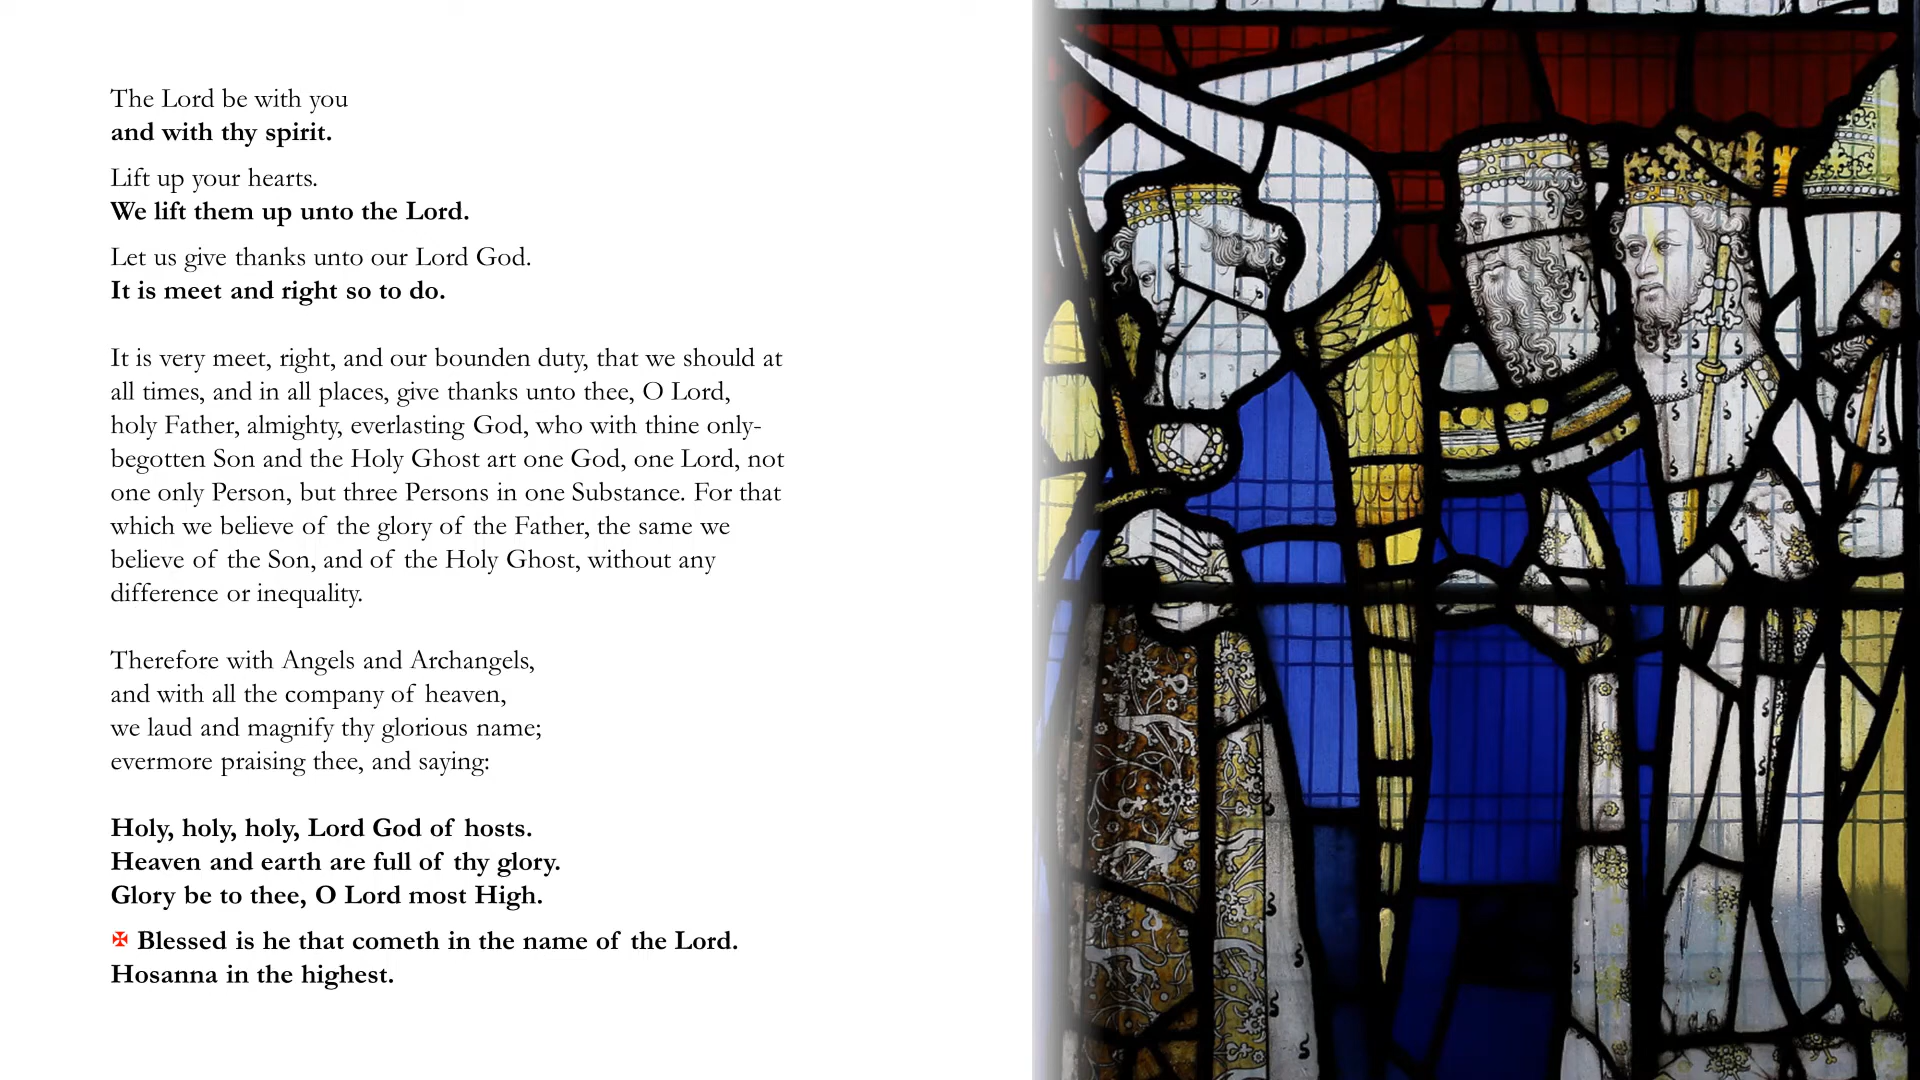 The Lord be with you
and with thy spirit.
Lift up your hearts.
We lift them up unto the Lord.
Let us give thanks unto our Lord God.
It is meet and right so to do.
It is very meet, right, and our bounden duty, that we should at
all times, and in all places, give thanks unto thee, O Lord,
holy Father, almighty, everlasting God, who with thine only-
begotten Son and the Holy Ghost art one God, one Lord, not
one only Person, but three Persons in one Substance. For that
which we believe of the glory of the Father, the same we
believe of the Son, and of the Holy Ghost, without any
difference or inequality.
Therefore with Angels and Archangels,
and with all the company of heaven,
we laud and magnify thy glorious name;
evermore praising thee, and saying:
Holy, holy, holy, Lord God of hosts.
Heaven and earth are full of thy glory.
Glory be to thee, O Lord most High.
✠ Blessed is he that cometh in the name of the Lord.
Hosanna in the highest.